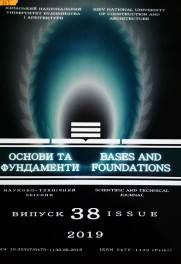 КИЇВСЬКИЙ НАЦІОНАЛЬНИЙ
УНІВЕРСИТЕТ БУДІВНИЦТВА
І АРХІТЕКТУРИ
KIEV NATIONAL UNIVERSITY
OF CONSTRUCTION AND
ARCHITECTURE
ОСНОВИ ТА
ФУНДАМЕНТИ
BASES AND
FOUNDATIONS
НАУКОВО-ТЕХНІЧНИЙ
ЗБІРНИК
SCIENTIFIC AND TECHNICAL
JOURNAL
ВИПУСК 38 ISSUE
2019